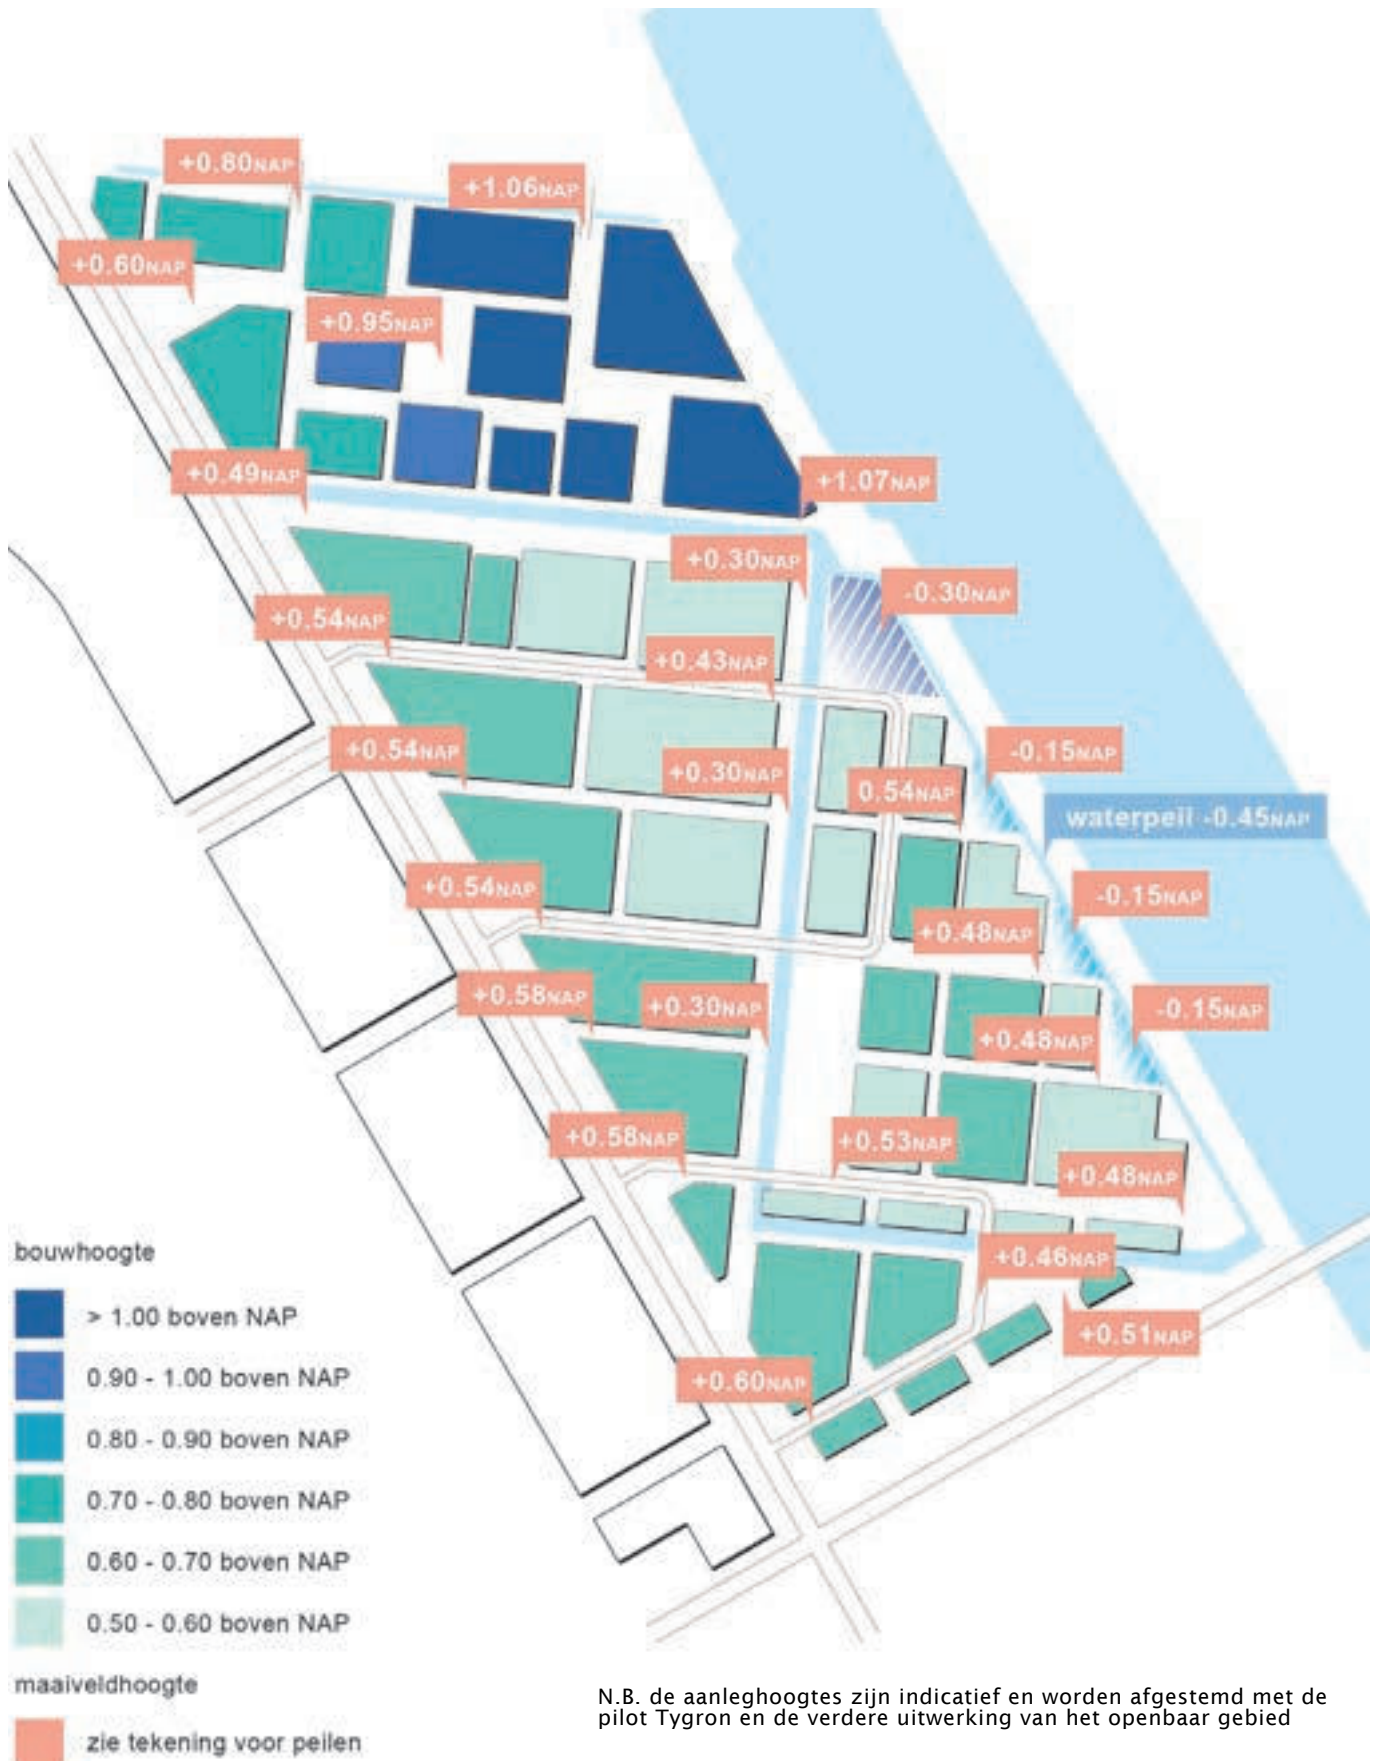 +0.80NAP
+1.06NAP
+0.60NAP
+0.95NAP
+0.49NAP
+1.07NAP
+0.30NAP
-0.30NAP
+0.54NAP
+0.43NAP
+0.54NAP
+0.30NAP
-0.15NAP
0.54NAP
waterpeil -0.45NAP
+0.54NAP
-0.15NAP
+0.48NAP
+0.58NAP
+0.30NAP
-0.15NAP
+0.48NAP
+0.58NAP
+0.53NAP
+0.48NAP
+0.46NAP
+0.51NAP
+0.60NAP
bouwhoogte
> 1.00 boven NAP
0.90 - 1.00 boven NAP
0.80 - 0.90 boven NAP
0.70 - 0.80 boven NAP
0.60 - 0.70 boven NAP
0.50 - 0.60 boven NAP
maaiveldhoogte
zie tekening voor peilen
N.B. de aanleghoogtes zijn indicatief en worden afgestemd met de
pilot Tygron en de verdere uitwerking van het openbaar gebied